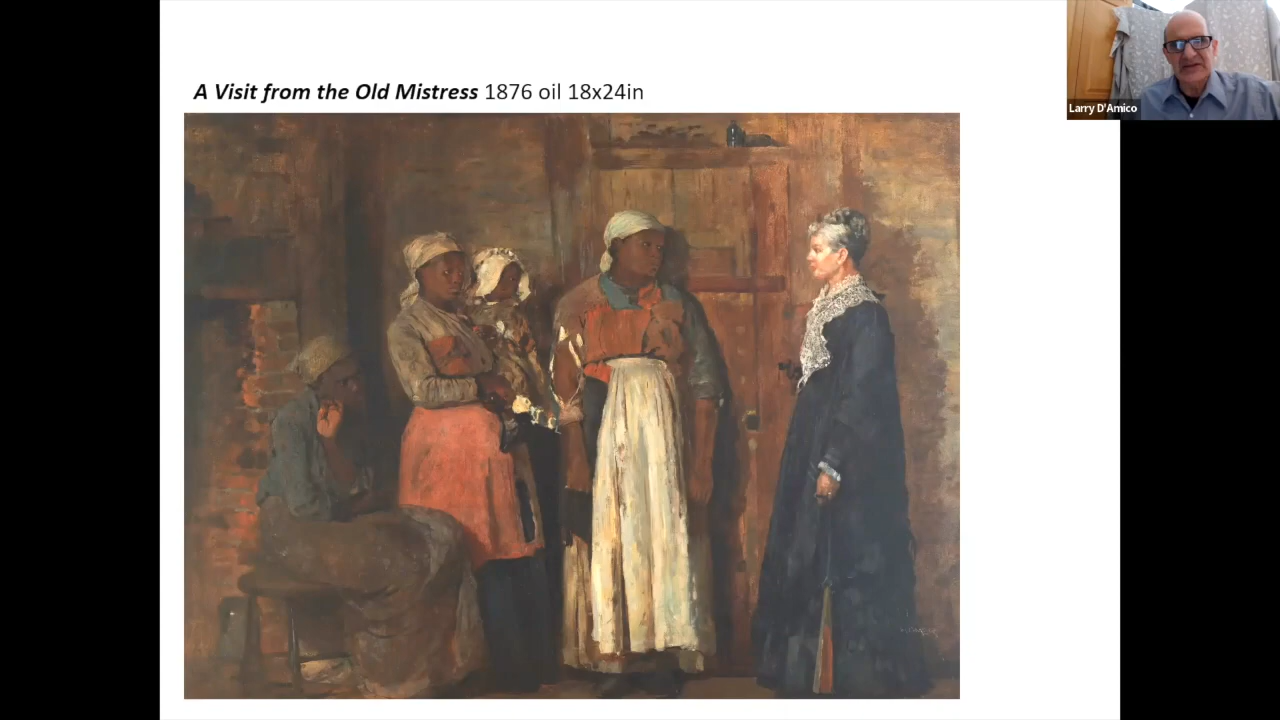 A Visit from the Old Mistress 1876 oil 18x24in
Larry D'Amico